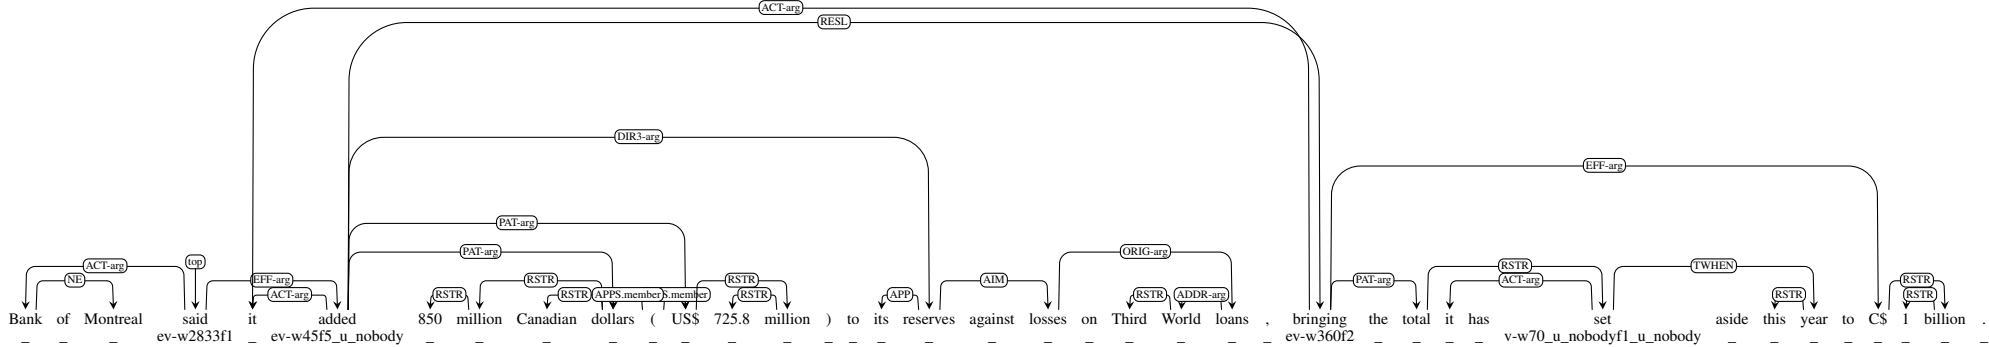 ACT-arg
RESL
DIR3-arg
EFF-arg
PAT-arg
PAT-arg ORIG-arg
ACT-arg top RSTR TWHEN
NE EFF-arg RSTR RSTR AIM PAT-arg ACT-arg RSTR
ACT-arg RSTR RSTR APPS.member S.member RSTR APP RSTR ADDR-arg RSTR RSTR
Bank of Montreal said it added 850 million Canadian dollars ( US$ 725.8 million ) to its reserves against losses on Third World loans , bringing the total it has set aside this year to C$ 1 billion .
_ _ _ ev-w2833f1 _ ev-w45f5_u_nobody _ _ _ _ _ _ _ _ _ _ _ _ _ _ _ _ _ _ _ ev-w360f2 _ _ _ _ v-w70_u_nobodyf1_u_nobody _ _ _ _ _ _ _ _